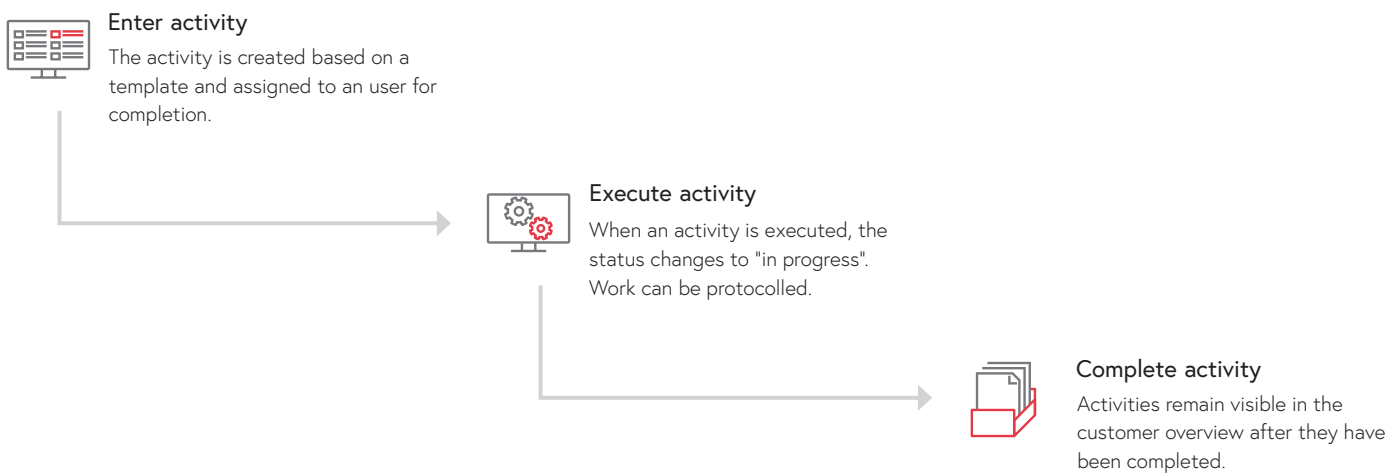 Enter activity
The activity is created based on a
template and assigned to an user for
completion.
Execute activity
When an activity is executed, the
status changes to "in progress".
Work can be protocolled.
Complete activity
Activities remain visible in the
customer overview after they have
been completed.